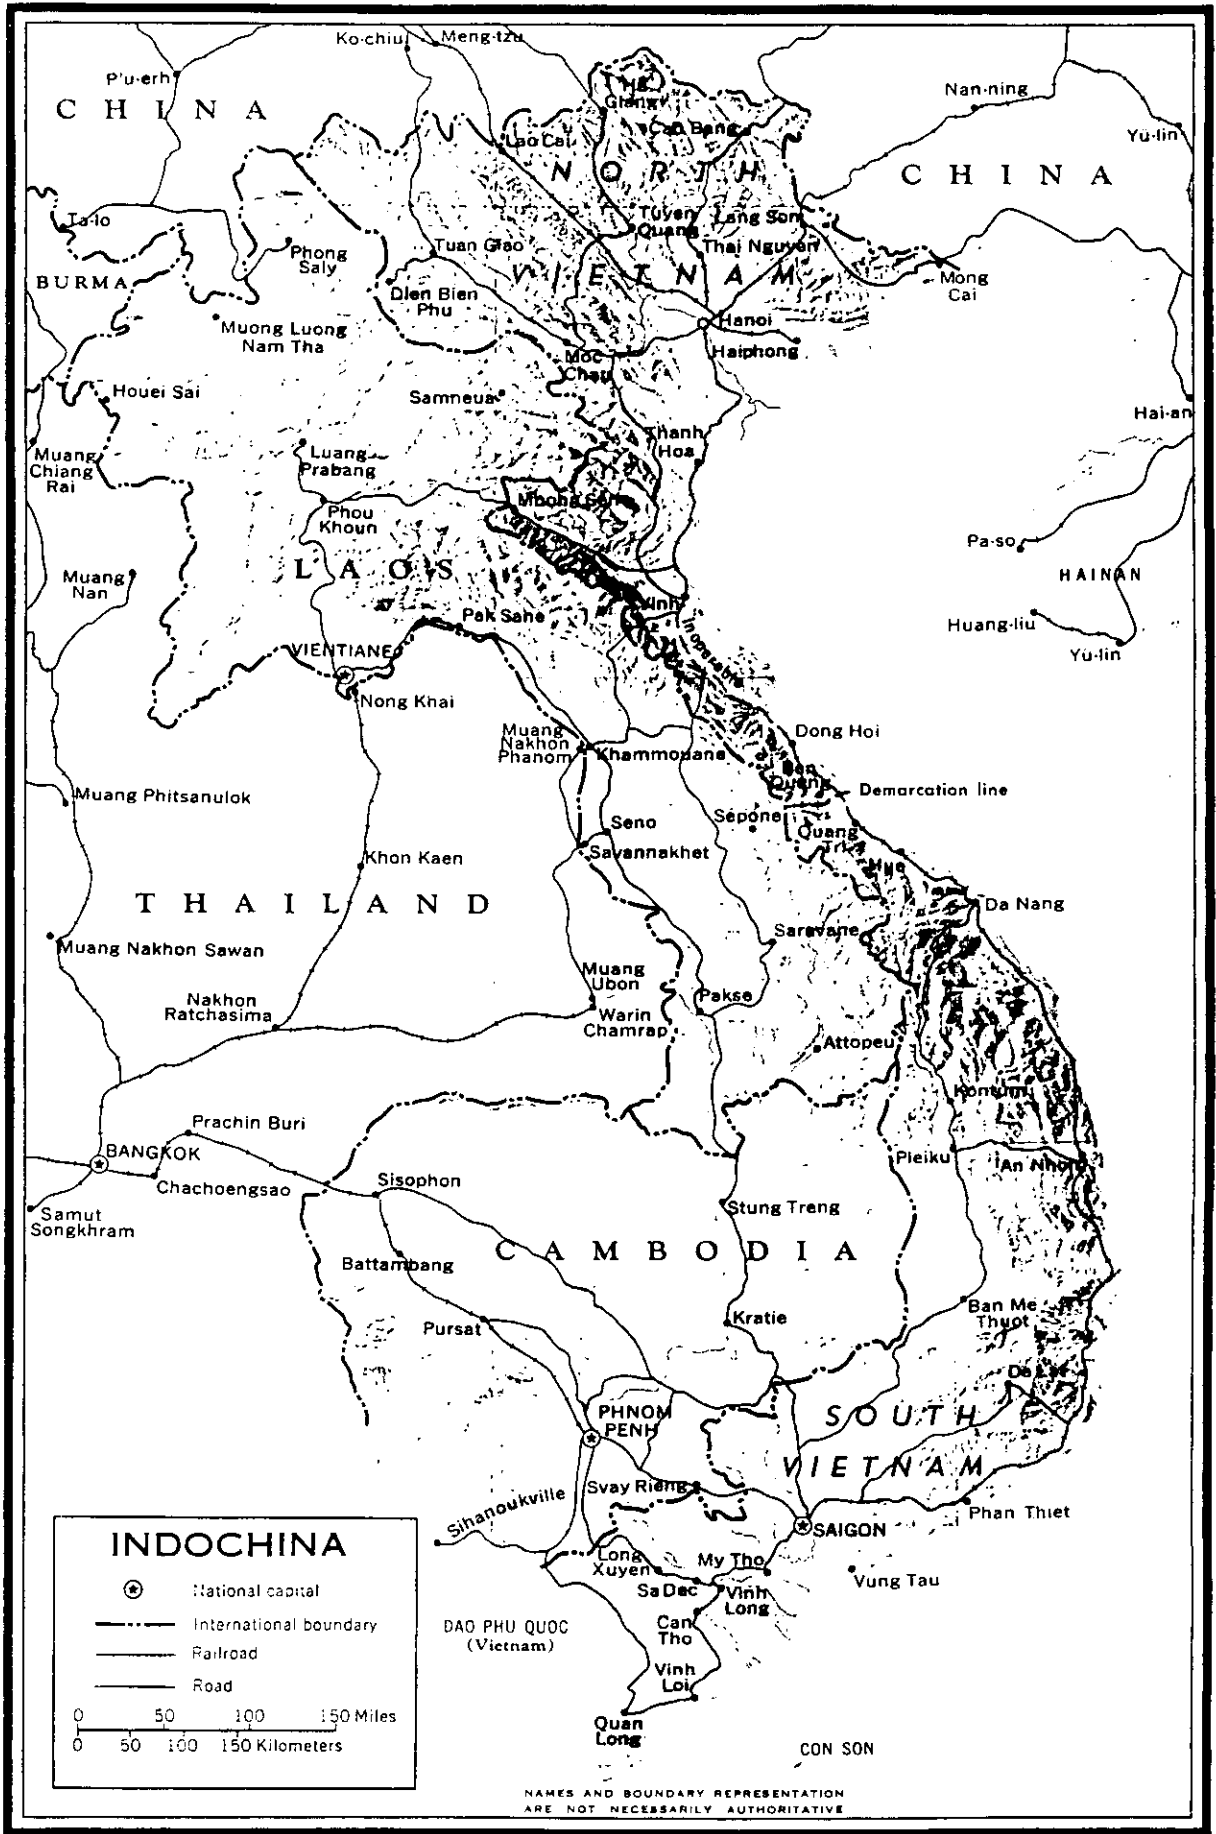 Ko-chiu
Meng-tzu
P'u-erh
CHINA
Nan-ning
Yü-lin
Ha
Giang
Cao Bang
Lao Cai
NORTH
CHINA
Ta-lo
Tuyen
Quang
Lang Son
Phong
Saly
Tuan Giao
Thai Nguyen
BURMA
VIETNAM
Mong
Cai
Dien Bien
Phu
Muong Luong
Nam Tha
Hanoi
Haiphong
Moc
Chau
Houei Sai
Samneua
Hai-an
Thanh
Hoa
Muang
Chiang
Rai
Luang
Prabang
Phou
Khoun
Pa-so
LAOS
Muang
Nan
HAINAN
Vinh
Pak Sane
Inoperable
Huang-liu
Yü-lin
VIENTIANE
Nong Khai
Muang
Nakhon
Phanom
Khammouane
Dong Hoi
Ban
Quang
Muang Phitsanulok
Demarcation line
Seno
Sepone
Quang
Tri
Savannakhet
Khon Kaen
Hue
THAILAND
Da Nang
Saravane
Muang Nakhon Sawan
Muang
Ubon
Nakhon
Ratchasima
Pakse
Warin
Chamrap
Attopeu
Kontum
Prachin Buri
BANGKOK
Pleiku
An Nhon
Chachoengsao
Sisophon
Samut
Songkhram
Stung Treng
CAMBODIA
Battambang
Ban Me
Thuot
Pursat
Kratie
Da Lat
PHNOM
PENH
SOUTH
VIETNAM
Svay Rieng
Sihanoukville
Phan Thiet
SAIGON
Long
Xuyen
My Tho
Vung Tau
Sa Dec
Vinh
Long
Can
Tho
DAO PHU QUOC
(Vietnam)
Vinh
Loi
Quan
Long
CON SON
INDOCHINA
National capital
International boundary
Railroad
Road
0 50 100 150 Miles
0 50 100 150 Kilometers
NAMES AND BOUNDARY REPRESENTATION
ARE NOT NECESSARILY AUTHORITATIVE